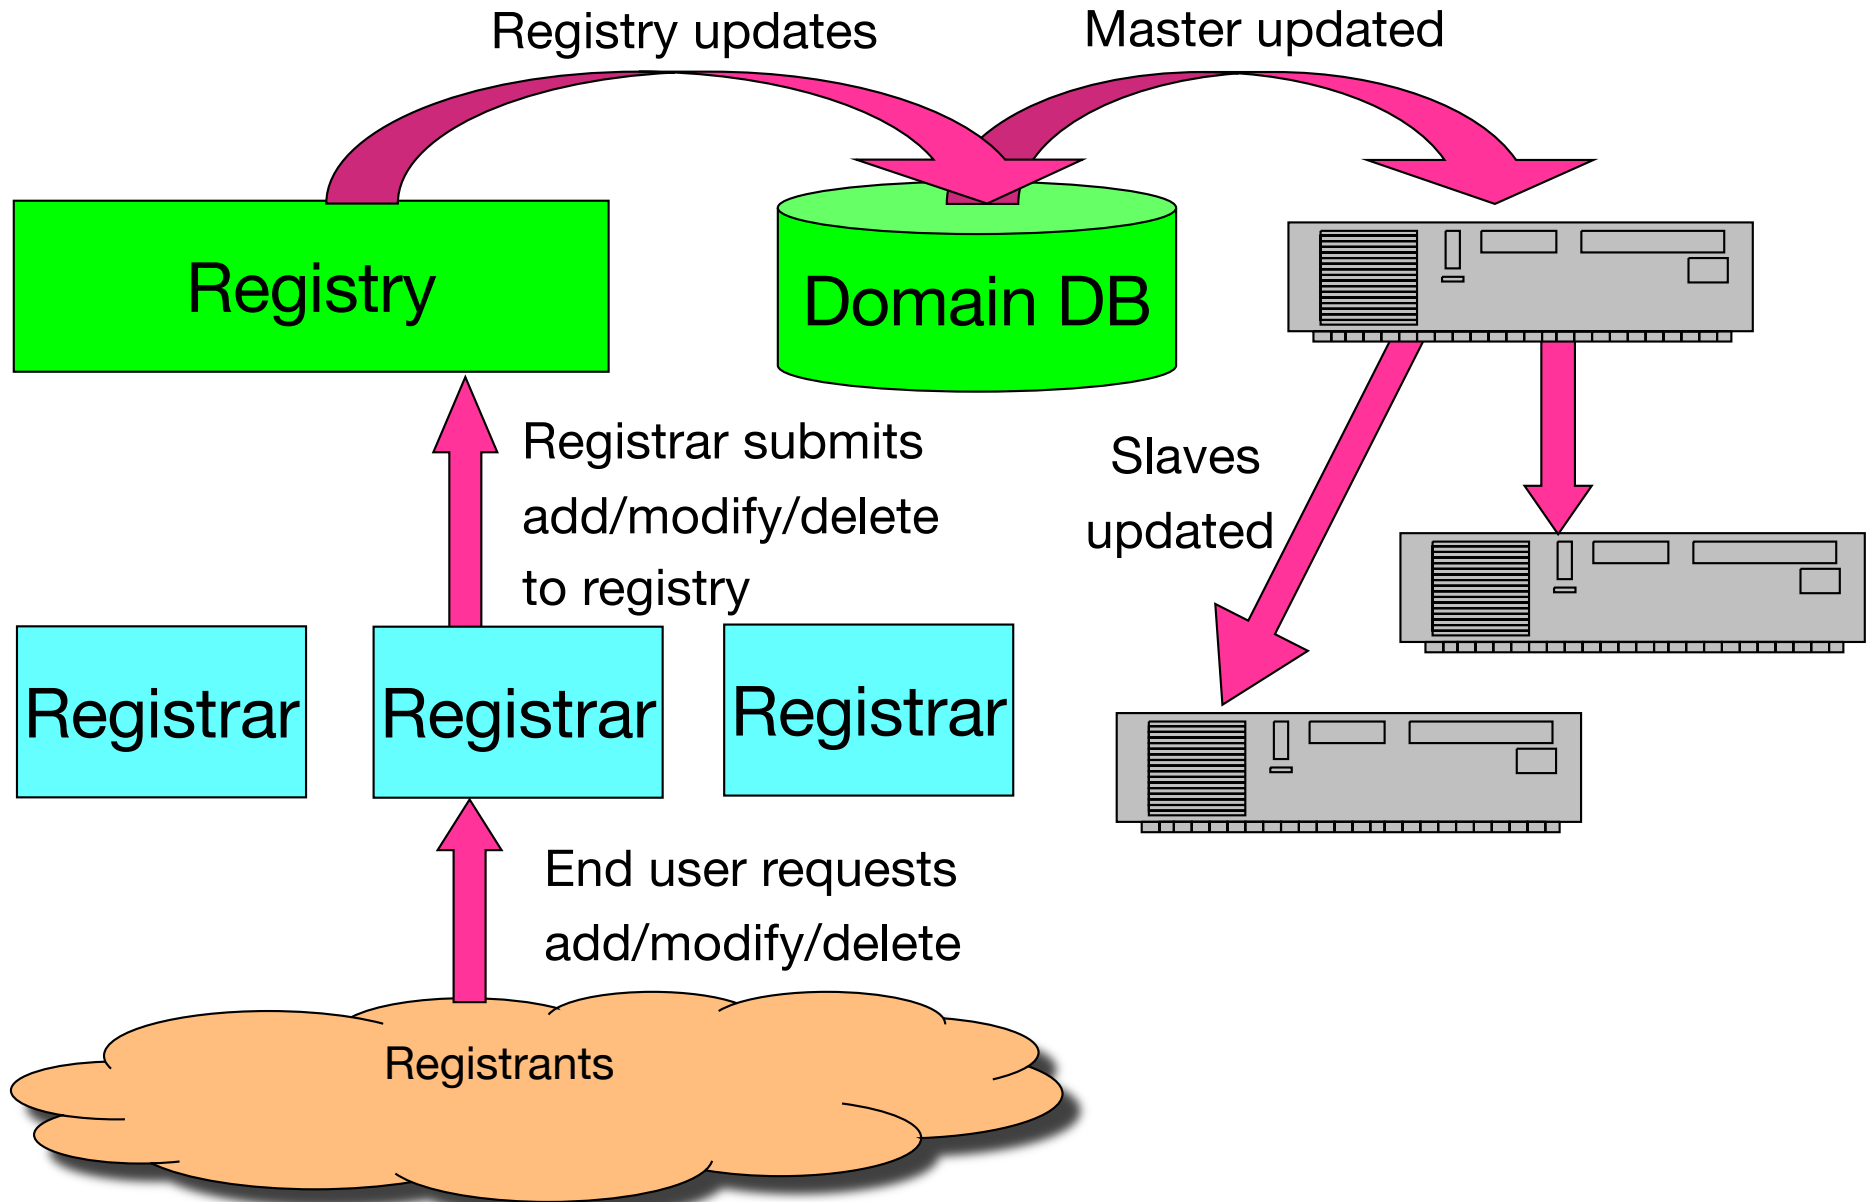 Registry updates
Master updated
Registry
Domain DB
Registrar submits
add/modify/delete
to registry
Slaves
updated
Registrar
Registrar
Registrar
End user requests
add/modify/delete
Registrants